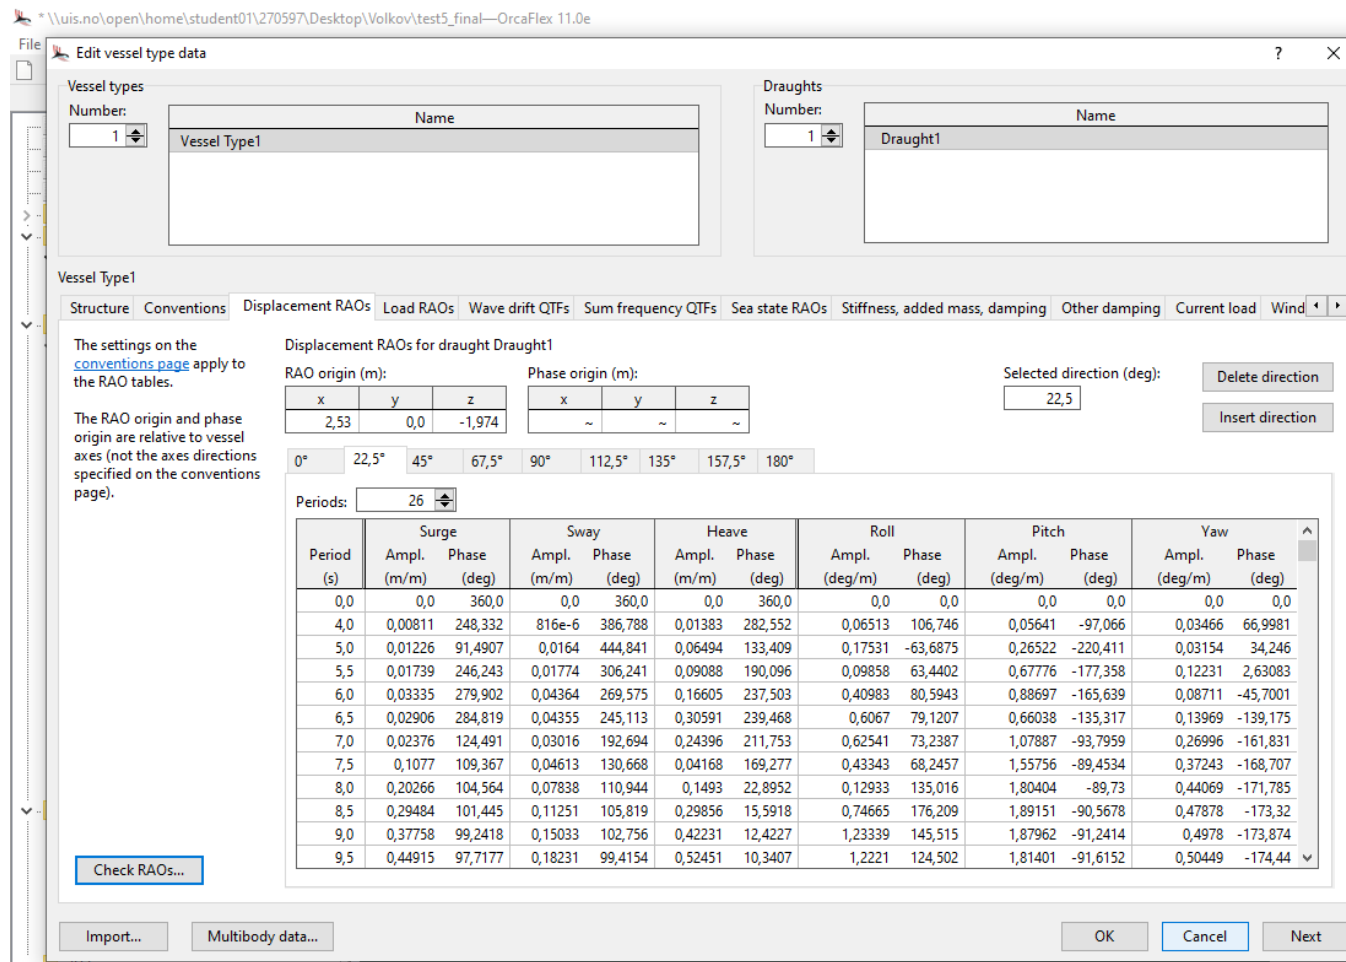 * \\uis.no\open\home\student01\270597\Desktop\Volkov\test5_final—OrcaFlex 11.0e
File
Edit vessel type data ?
Vessel types Draughts
Number: Number:
1 Name 1 Name
Vessel Type1 Draught1
Vessel Type1
Structure Conventions Displacement RAOs Load RAOs Wave drift QTFs Sum frequency QTFs Sea state RAOs Stiffness, added mass, damping Other damping Current load Wind
The settings on the
conventions page apply to
the RAO tables.
The RAO origin and phase
origin are relative to vessel
axes (not the axes directions
specified on the conventions
page).
Displacement RAOs for draught Draught1
RAO origin (m): Phase origin (m): Selected direction (deg): Delete direction
x y z x y z 22,5
2,53 0,0 -1,974 ~ ~ ~ Insert direction
0° 22,5° 45° 67,5° 90° 112,5° 135° 157,5° 180°
Periods: 26
Surge Sway Heave Roll Pitch Yaw
Period Ampl. Phase Ampl. Phase Ampl. Phase Ampl. Phase Ampl. Phase Ampl. Phase
(s) (m/m) (deg) (m/m) (deg) (m/m) (deg) (deg/m) (deg) (deg/m) (deg) (deg/m) (deg)
0,0 0,0 360,0 0,0 360,0 0,0 360,0 0,0 0,0 0,0 0,0 0,0 0,0
4,0 0,00811 248,332 816e-6 386,788 0,01383 282,552 0,06513 106,746 0,05641 -97,066 0,03466 66,9981
5,0 0,01226 91,4907 0,0164 444,841 0,06494 133,409 0,17531 -63,6875 0,26522 -220,411 0,03154 34,246
5,5 0,01739 246,243 0,01774 306,241 0,09088 190,096 0,09858 63,4402 0,67776 -177,358 0,12231 2,63083
6,0 0,03335 279,902 0,04364 269,575 0,16605 237,503 0,40983 80,5943 0,88697 -165,639 0,08711 -45,7001
6,5 0,02906 284,819 0,04355 245,113 0,30591 239,468 0,6067 79,1207 0,66038 -135,317 0,13969 -139,175
7,0 0,02376 124,491 0,03016 192,694 0,24396 211,753 0,62541 73,2387 1,07887 -93,7959 0,26996 -161,831
7,5 0,1077 109,367 0,04613 130,668 0,04168 169,277 0,43343 68,2457 1,55756 -89,4534 0,37243 -168,707
8,0 0,20266 104,564 0,07838 110,944 0,1493 22,8952 0,12933 135,016 1,80404 -89,73 0,44069 -171,785
8,5 0,29484 101,445 0,11251 105,819 0,29856 15,5918 0,74665 176,209 1,89151 -90,5678 0,47878 -173,32
9,0 0,37758 99,2418 0,15033 102,756 0,42231 12,4227 1,23339 145,515 1,87962 -91,2414 0,4978 -173,874
9,5 0,44915 97,7177 0,18231 99,4154 0,52451 10,3407 1,2221 124,502 1,81401 -91,6152 0,50449 -174,44
Check RAOs...
Import... Multibody data... OK Cancel Next